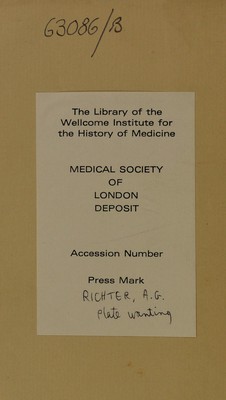 63086/B
The Library of the
Wellcome Institute for
the History of Medicine
MEDICAL SOCIETY
OF
LONDON
DEPOSIT
Accession Number
Press Mark
RICHTER, A.G.
Plate wanting